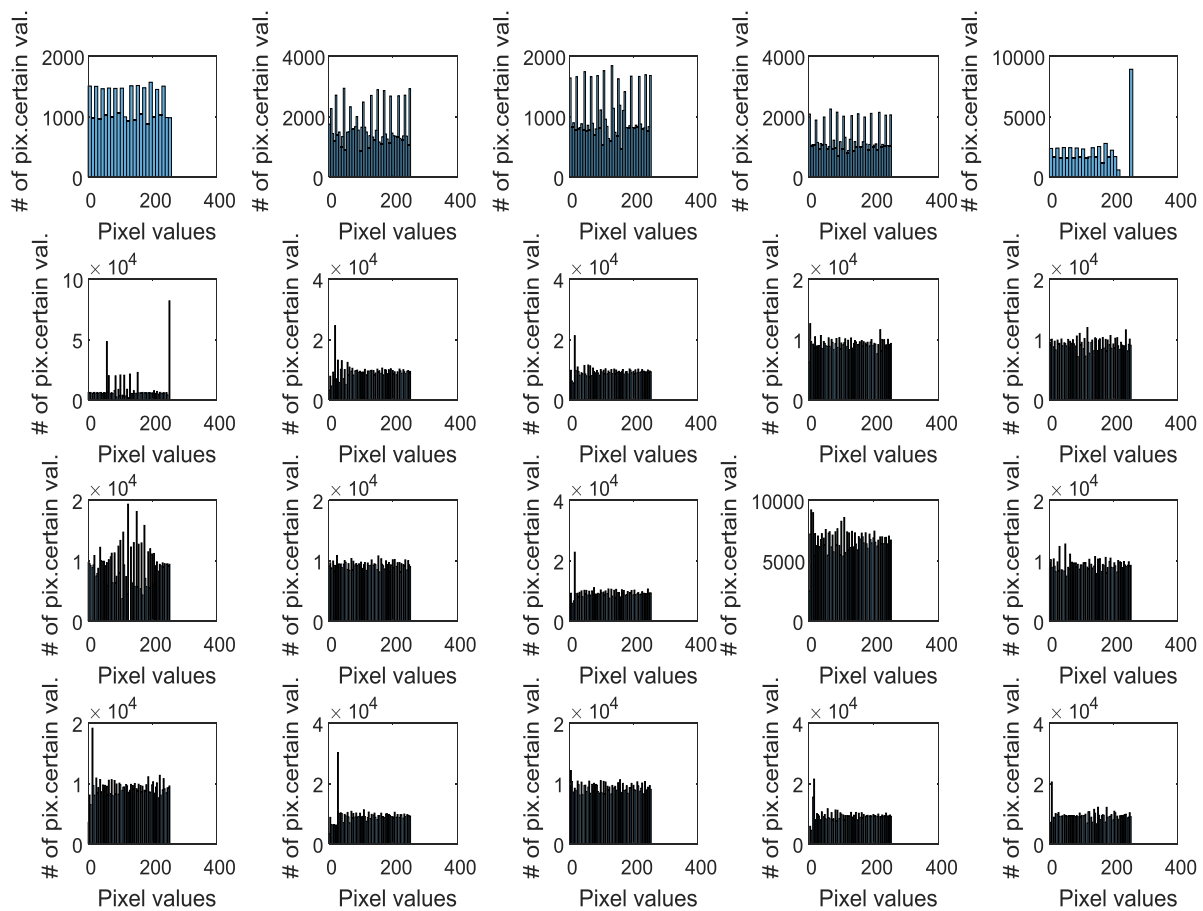 # of pix.certain val.
2000
1000
0
0 200 400
Pixel values
# of pix.certain val.
4000
2000
0
0 200 400
Pixel values
# of pix.certain val.
2000
1000
0
0 200 400
Pixel values
# of pix.certain val.
4000
2000
0
0 200 400
Pixel values
# of pix.certain val.
10000
5000
0
0 200 400
Pixel values
# of pix.certain val.
× 10^4
10
5
0
0 200 400
Pixel values
# of pix.certain val.
× 10^4
4
2
0
0 200 400
Pixel values
# of pix.certain val.
× 10^4
4
2
0
0 200 400
Pixel values
# of pix.certain val.
× 10^4
2
1
0
0 200 400
Pixel values
# of pix.certain val.
× 10^4
2
1
0
0 200 400
Pixel values
# of pix.certain val.
× 10^4
2
1
0
0 200 400
Pixel values
# of pix.certain val.
× 10^4
2
1
0
0 200 400
Pixel values
# of pix.certain val.
× 10^4
4
2
0
0 200 400
Pixel values
# of pix.certain val.
10000
5000
0
0 200 400
Pixel values
# of pix.certain val.
× 10^4
2
1
0
0 200 400
Pixel values
# of pix.certain val.
× 10^4
2
1
0
0 200 400
Pixel values
# of pix.certain val.
× 10^4
4
2
0
0 200 400
Pixel values
# of pix.certain val.
× 10^4
2
1
0
0 200 400
Pixel values
# of pix.certain val.
× 10^4
4
2
0
0 200 400
Pixel values
# of pix.certain val.
× 10^4
4
2
0
0 200 400
Pixel values